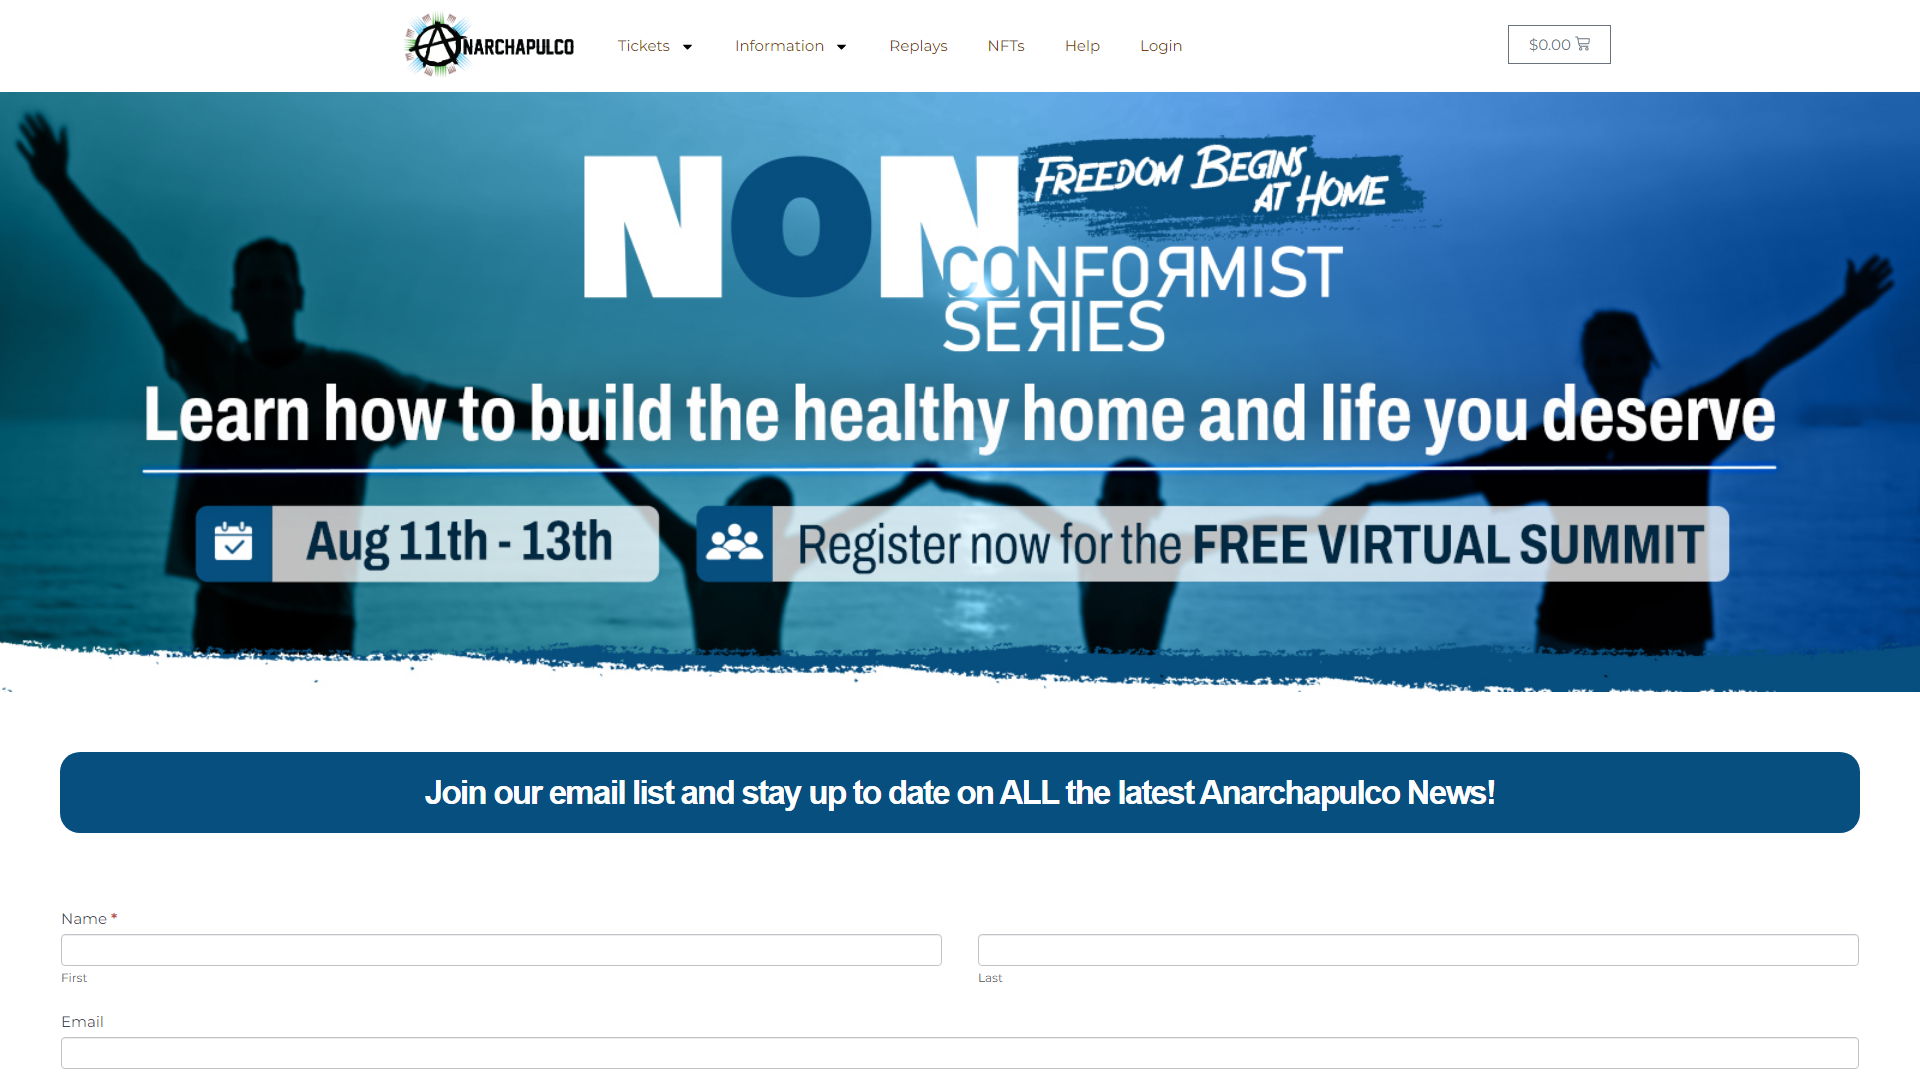 ANARCHAPULCO
Tickets
Information
Replays
NFTs
Help
Login
$0.00
NON
CONFORMIST
SERIES
FREEDOM BEGINS
AT HOME
Learn how to build the healthy home and life you deserve
Aug 11th - 13th
Register now for the FREE VIRTUAL SUMMIT
Join our email list and stay up to date on ALL the latest Anarchapulco News!
Name *
First
Last
Email